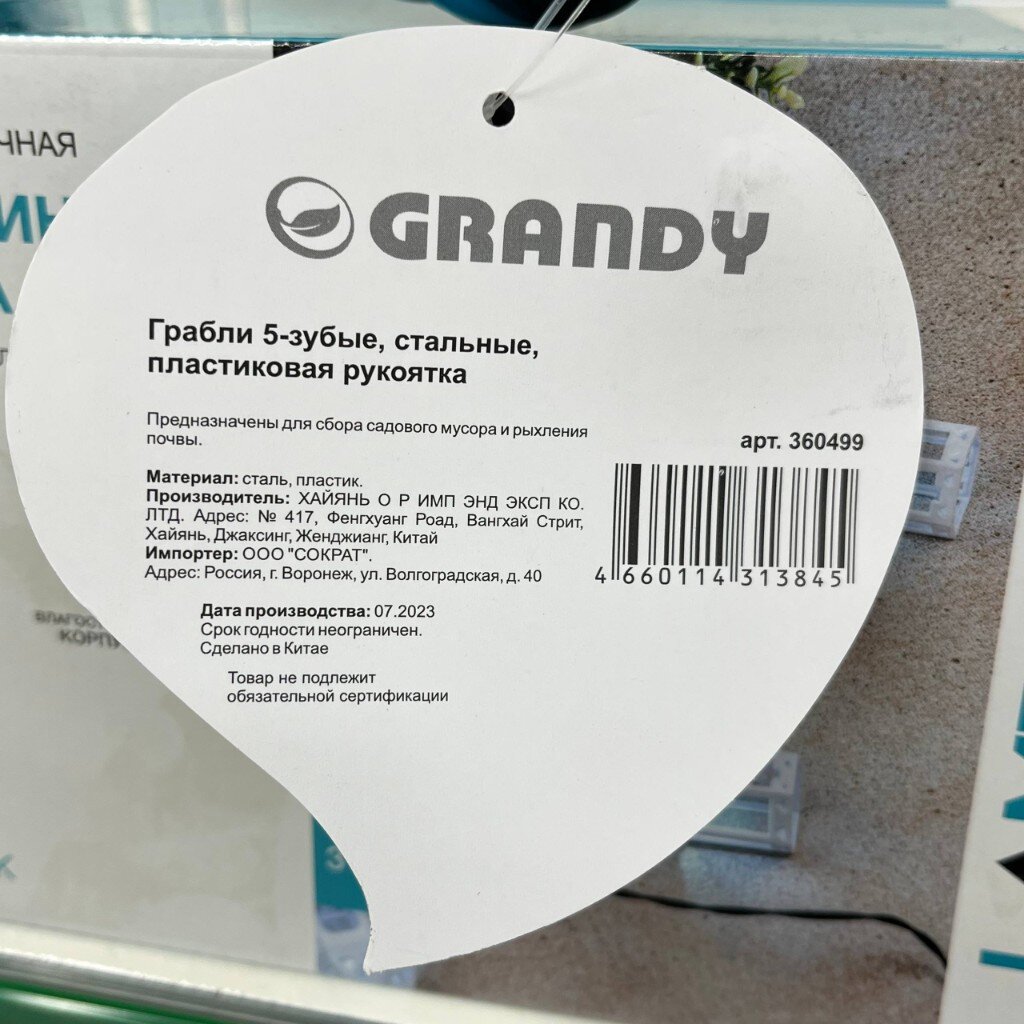 GRANDY
Грабли 5-зубые, стальные,
пластиковая рукоятка
Предназначены для сбора садового мусора и рыхления
почвы.
арт. 360499
Материал: сталь, пластик.
Производитель: ХАЙЯНЬ О Р ИМП ЭНД ЭКСП КО.
ЛТД. Адрес: № 417, Фенгхуанг Роад, Вангхай Стрит,
Хайянь, Джаксинг, Женджианг, Китай
Импортер: ООО "СОКРАТ".
Адрес: Россия, г. Воронеж, ул. Волгоградская, д. 40
4 660114 313845
Дата производства: 07.2023
Срок годности неограничен.
Сделано в Китае
Товар не подлежит
обязательной сертификации